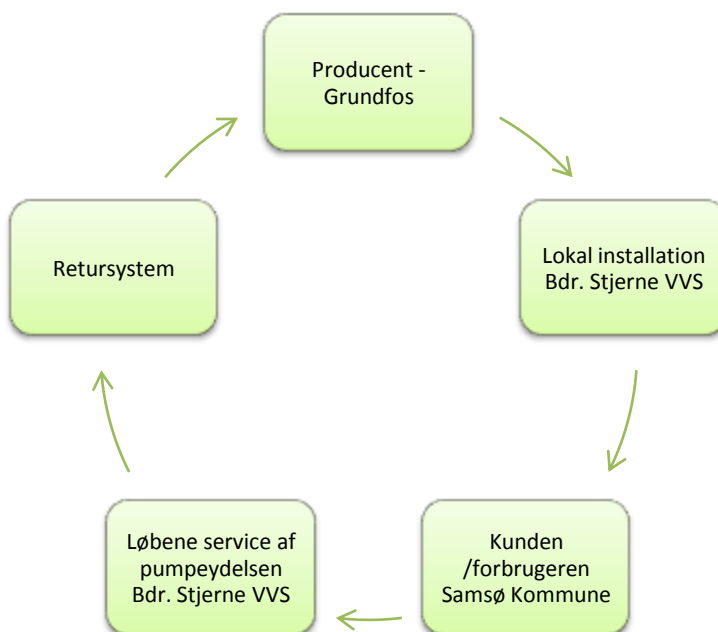 Producent -
Grundfos
Lokal installation
Bdr. Stjerne VVS
Kunden
/forbrugeren
Samsø Kommune
Løbene service af
pumpeydelsen
Bdr. Stjerne VVS
Retursystem